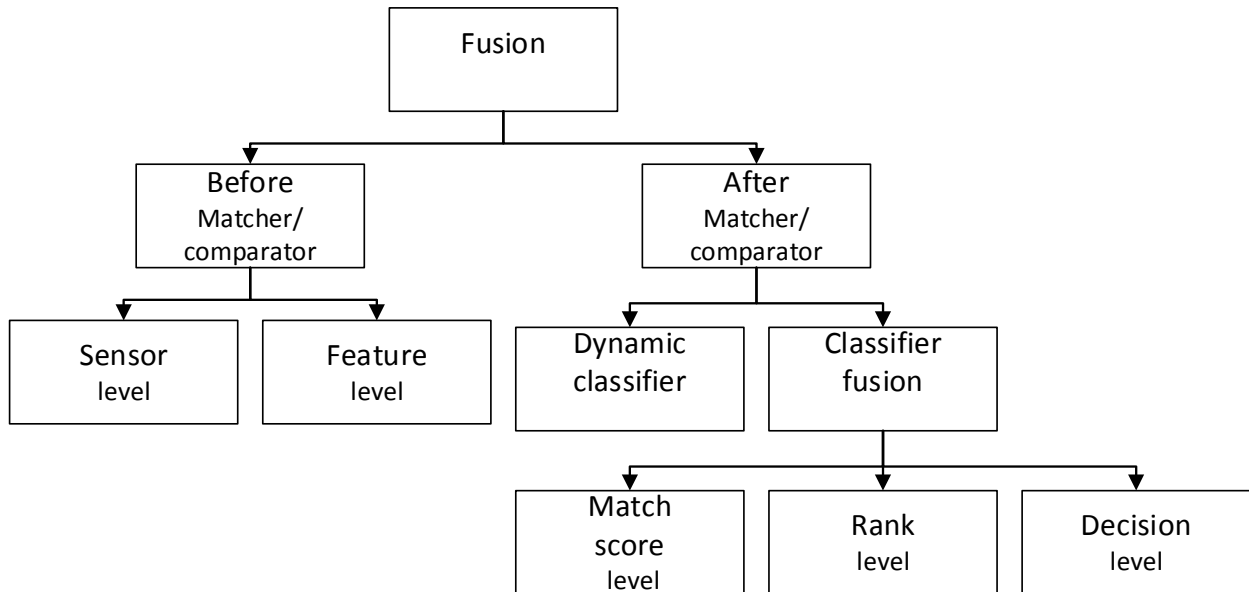 Fusion
Before
Matcher/
comparator
After
Matcher/
comparator
Sensor
level
Feature
level
Dynamic
classifier
Classifier
fusion
Match
score
level
Rank
level
Decision
level